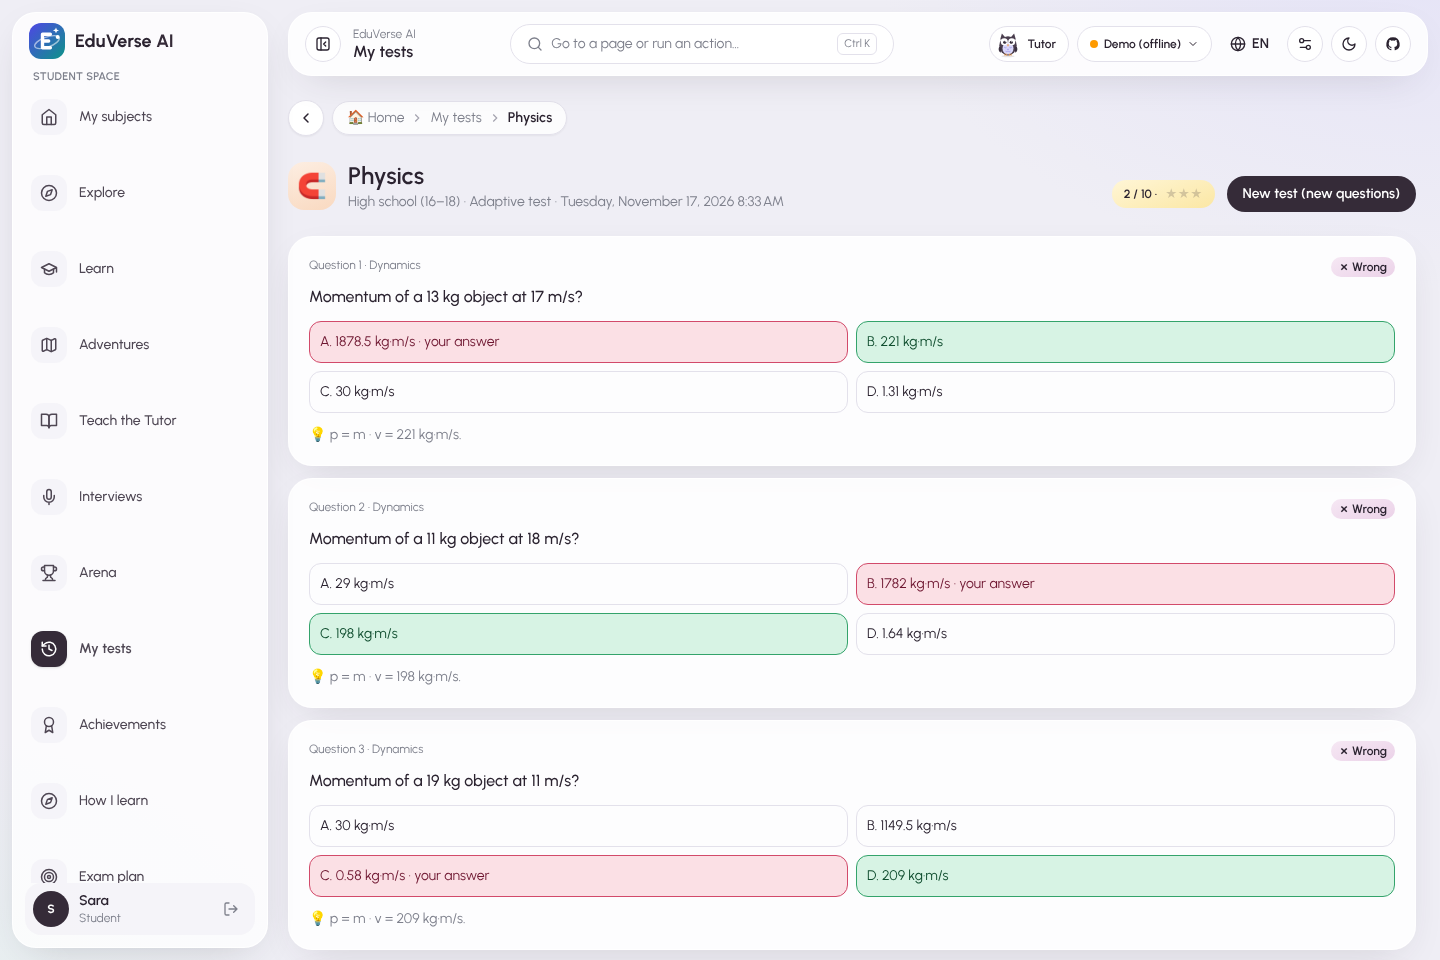 EduVerse AI
STUDENT SPACE
My subjects
Explore
Learn
Adventures
Teach the Tutor
Interviews
Arena
My tests
Achievements
How I learn
Exam plan
S
Sara
Student
EduVerse AI
My tests
Go to a page or run an action...
Ctrl K
Tutor
Demo (offline)
EN
Home
My tests
Physics
Physics
High school (16–18) · Adaptive test · Tuesday, November 17, 2026 8:33 AM
2 / 10 · ★★★
New test (new questions)
Question 1 · Dynamics
× Wrong
Momentum of a 13 kg object at 17 m/s?
A. 1878.5 kg·m/s · your answer
B. 221 kg·m/s
C. 30 kg·m/s
D. 1.31 kg·m/s
💡 p = m · v = 221 kg·m/s.
Question 2 · Dynamics
× Wrong
Momentum of a 11 kg object at 18 m/s?
A. 29 kg·m/s
B. 1782 kg·m/s · your answer
C. 198 kg·m/s
D. 1.64 kg·m/s
💡 p = m · v = 198 kg·m/s.
Question 3 · Dynamics
× Wrong
Momentum of a 19 kg object at 11 m/s?
A. 30 kg·m/s
B. 1149.5 kg·m/s
C. 0.58 kg·m/s · your answer
D. 209 kg·m/s
💡 p = m · v = 209 kg·m/s.